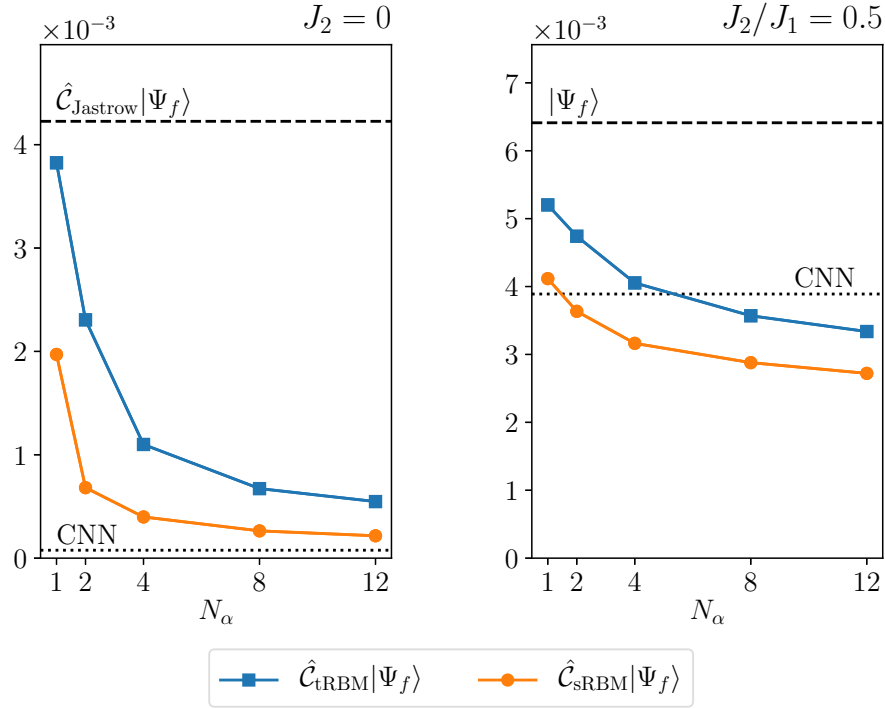 ×10⁻³ J₂ = 0
Ĉ_Jastrow|Ψ_f⟩
4
3
2
1
CNN
0
1 2 4 8 12
N_α
×10⁻³ J₂/J₁ = 0.5
7
|Ψ_f⟩
6
5
CNN
4
3
2
1
0
1 2 4 8 12
N_α
Ĉ_tRBM|Ψ_f⟩ Ĉ_sRBM|Ψ_f⟩